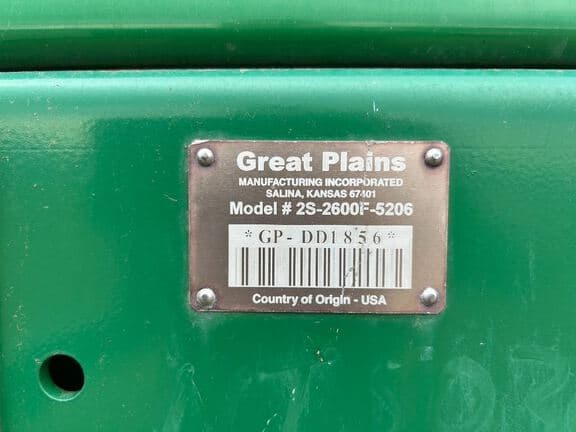 Great Plains
MANUFACTURING INCORPORATED
SALINA, KANSAS 67401
Model # 2S-2600F-5206
*GP-DD1856*
Country of Origin - USA